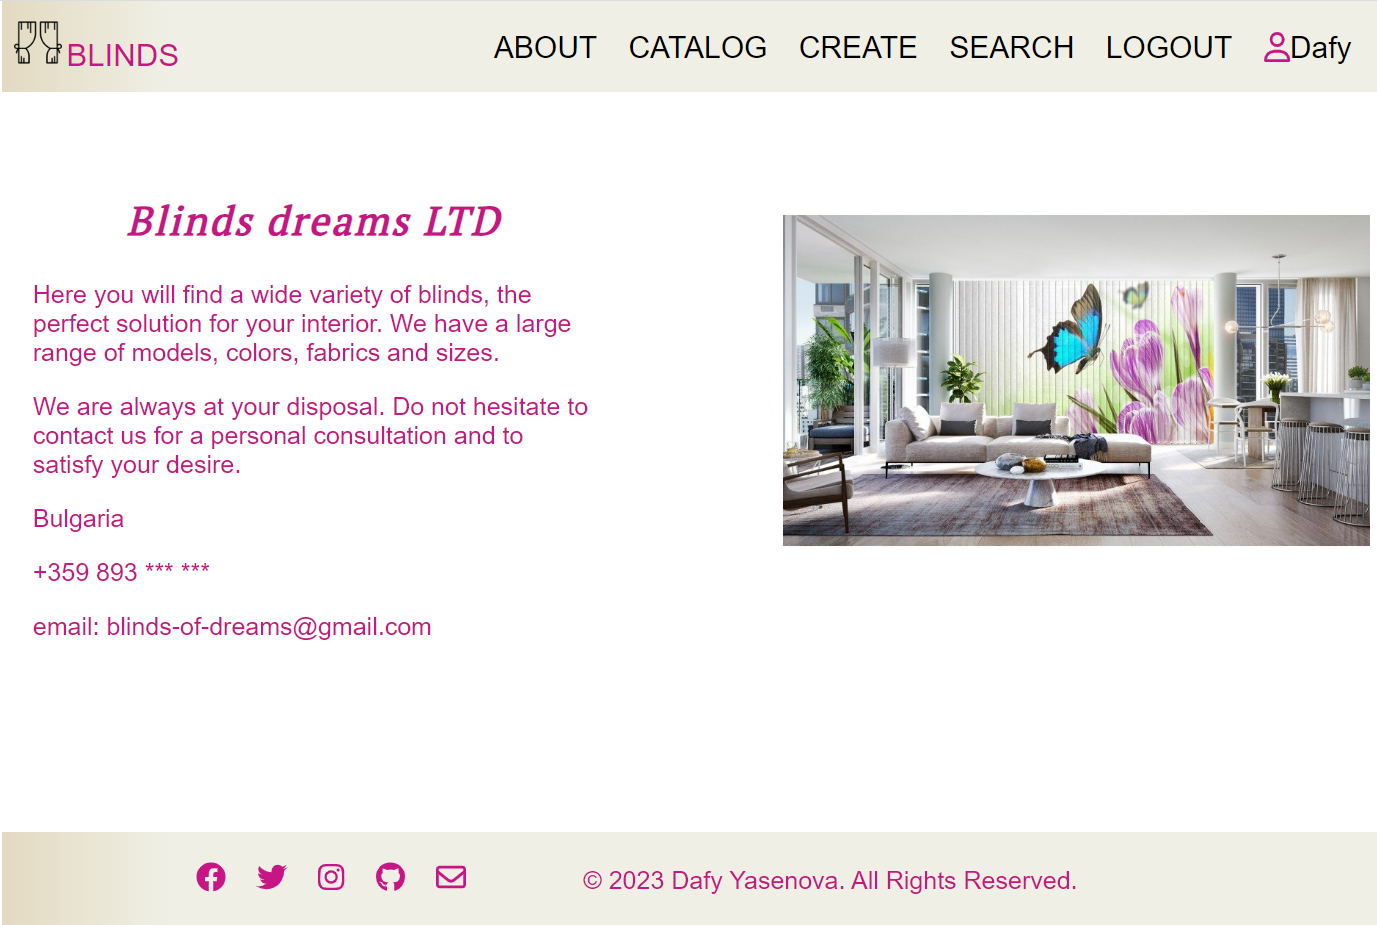 BLINDS
ABOUT CATALOG CREATE SEARCH LOGOUT Dafy
Blinds dreams LTD
Here you will find a wide variety of blinds, the
perfect solution for your interior. We have a large
range of models, colors, fabrics and sizes.
We are always at your disposal. Do not hesitate to
contact us for a personal consultation and to
satisfy your desire.
Bulgaria
+359 893 *** ***
email: blinds-of-dreams@gmail.com
© 2023 Dafy Yasenova. All Rights Reserved.